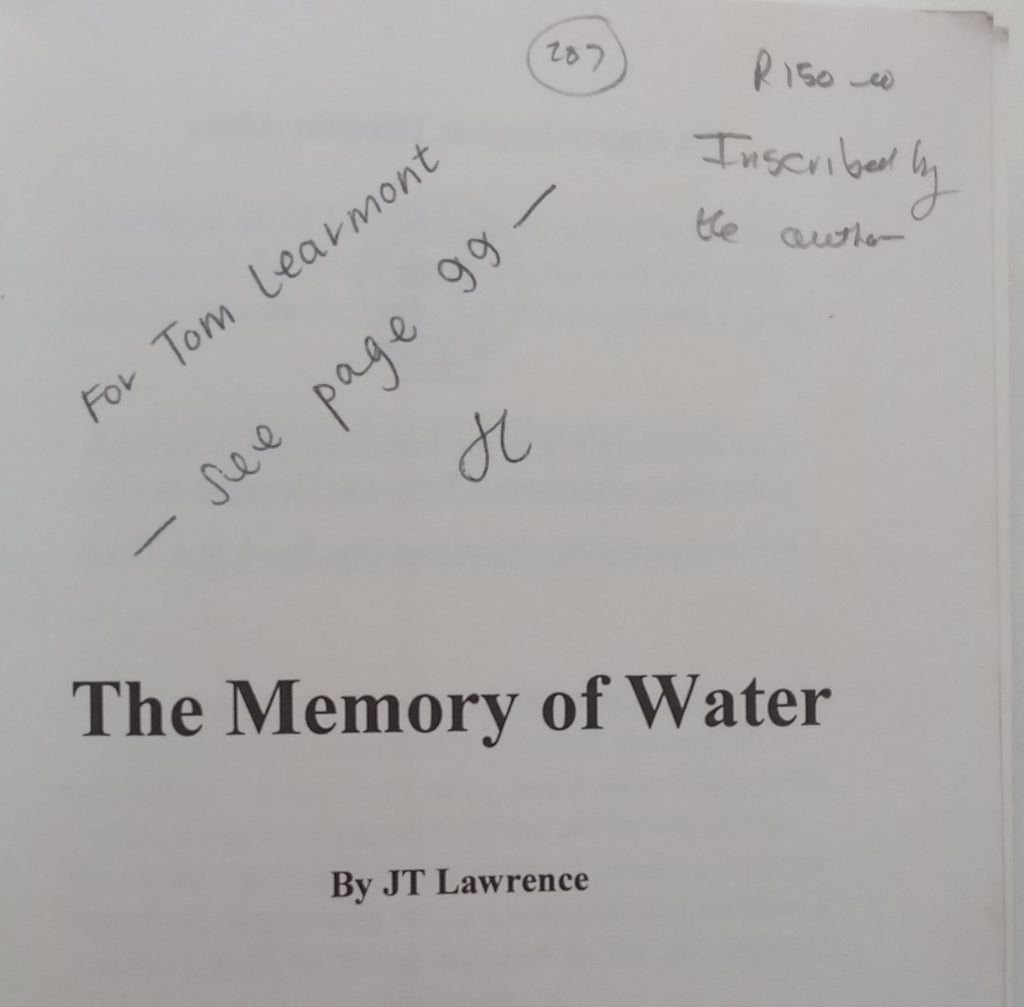 207
R150-00
Inscribed by
the author
For Tom Learmont
— see page 99 —
JL
The Memory of Water
By JT Lawrence